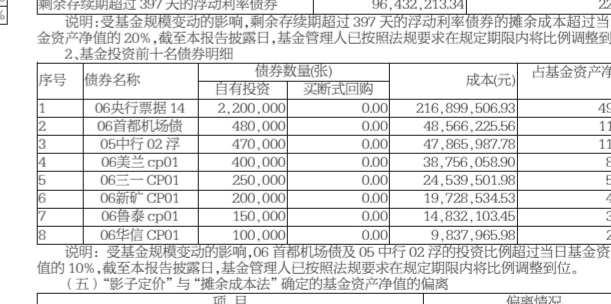 %
剩余存续期超过 397 天的浮动利率债券 96,432,213.34 22
说明:受基金规模变动的影响,剩余存续期超过 397 天的浮动利率债券的摊余成本超过当
金资产净值的 20%,截至本报告披露日,基金管理人已按照法规要求在规定期限内将比例调整到
2、基金投资前十名债券明细
序号 债券名称 债券数量(张) 成本(元) 占基金资产净
自有投资 买断式回购
1 06央行票据 14 2,200,000 0.00 216,899,506.93 49
2 06首都机场债 480,000 0.00 48,566,225.56 11
3 05中行 02 浮 470,000 0.00 47,865,987.78 11
4 06美兰 cp01 400,000 0.00 38,756,058.90 8
5 06三一 CP01 250,000 0.00 24,539,501.98 5
6 06新矿 CP01 200,000 0.00 19,728,534.53 4
7 06鲁泰 cp01 150,000 0.00 14,832,103.45 3
8 06华信 CP01 100,000 0.00 9,837,965.98 2
说明: 受基金规模变动的影响,06 首都机场债及 05 中行 02 浮的投资比例超过当日基金资
值的 10%,截至本报告披露日,基金管理人已按照法规要求在规定期限内将比例调整到位。
(五)“影子定价”与“摊余成本法”确定的基金资产净值的偏离
项 目 偏离情况